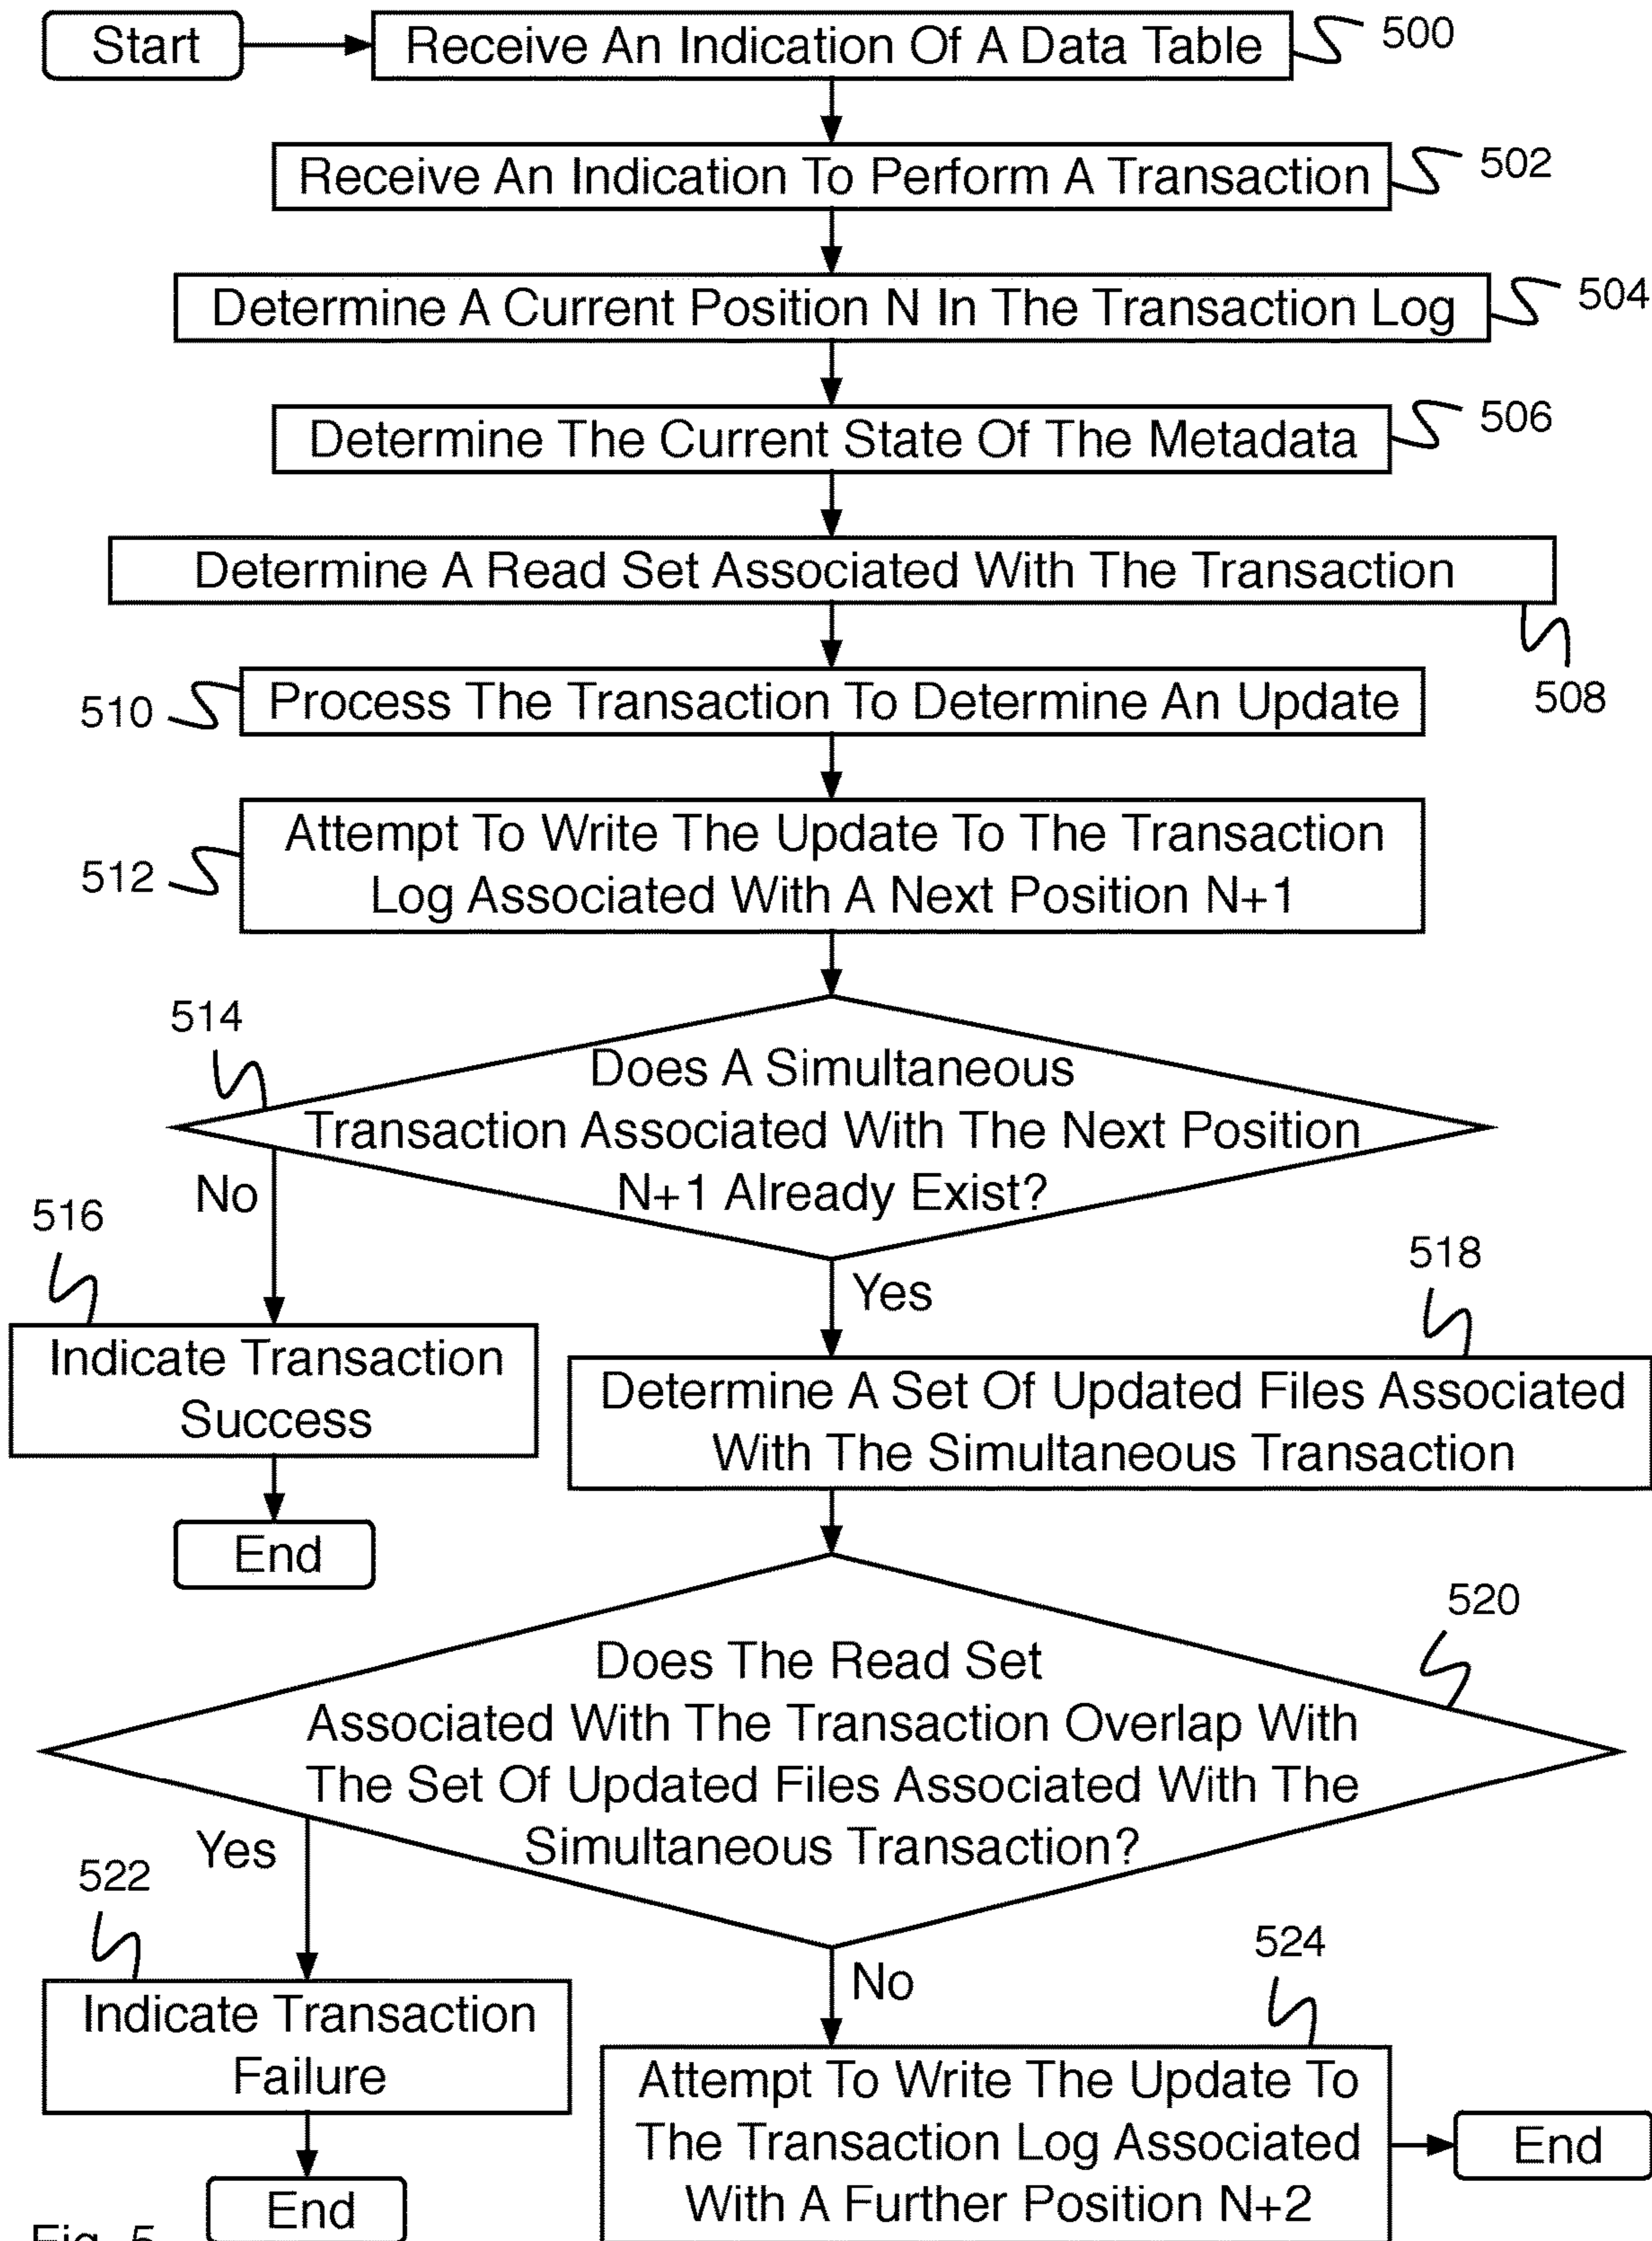 Start
Receive An Indication Of A Data Table
500
Receive An Indication To Perform A Transaction
502
Determine A Current Position N In The Transaction Log
504
Determine The Current State Of The Metadata
506
Determine A Read Set Associated With The Transaction
508
510
Process The Transaction To Determine An Update
512
Attempt To Write The Update To The Transaction
Log Associated With A Next Position N+1
514
Does A Simultaneous
Transaction Associated With The Next Position
N+1 Already Exist?
No
Yes
516
Indicate Transaction
Success
End
518
Determine A Set Of Updated Files Associated
With The Simultaneous Transaction
520
Does The Read Set
Associated With The Transaction Overlap With
The Set Of Updated Files Associated With The
Simultaneous Transaction?
Yes
No
522
Indicate Transaction
Failure
End
524
Attempt To Write The Update To
The Transaction Log Associated
With A Further Position N+2
End
Fig. 5